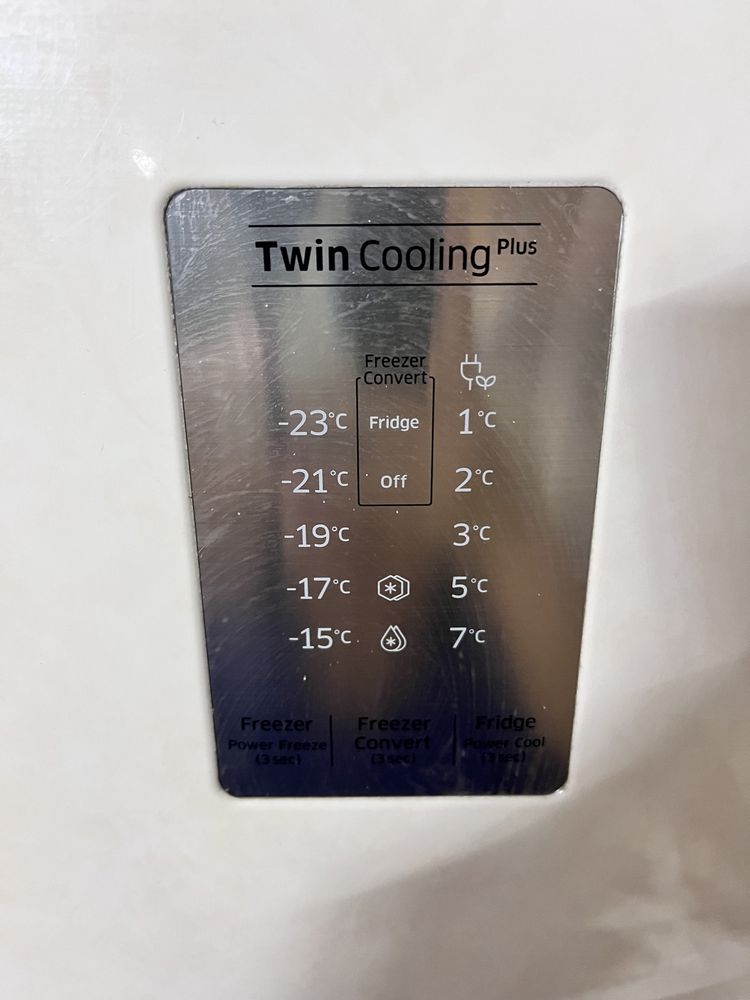 Twin Cooling Plus
Freezer
Convert
-23°C Fridge 1°C
-21°C Off 2°C
-19°C 3°C
-17°C 5°C
-15°C 7°C
Freezer Freezer Fridge
Power Freeze Convert Power Cool
(3 sec) (3 sec) (3 sec)